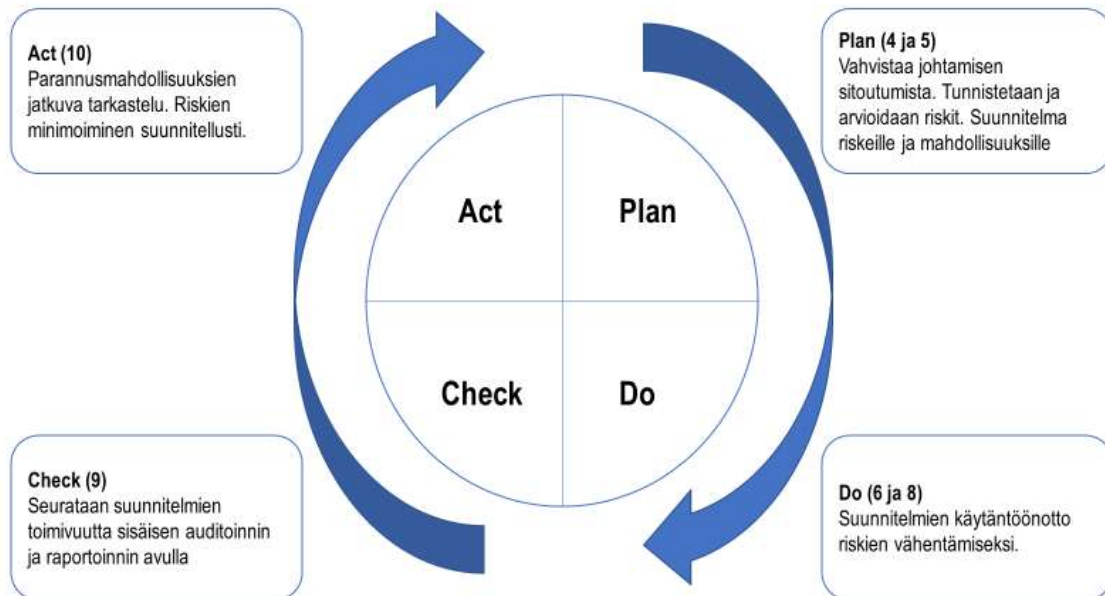 Act (10)
Parannusmahdollisuuksien
jatkuva tarkastelu. Riskien
minimoiminen suunnitellusti.
Plan (4 ja 5)
Vahvistaa johtamisen
sitoutumista. Tunnistetaan ja
arvioidaan riskit. Suunnitelma
riskeille ja mahdollisuuksille
Act
Plan
Check
Do
Check (9)
Seurataan suunnitelmien
toimivuutta sisäisen auditoinnin
ja raportoinnin avulla
Do (6 ja 8)
Suunnitelmien käytäntöönotto
riskien vähentämiseksi.